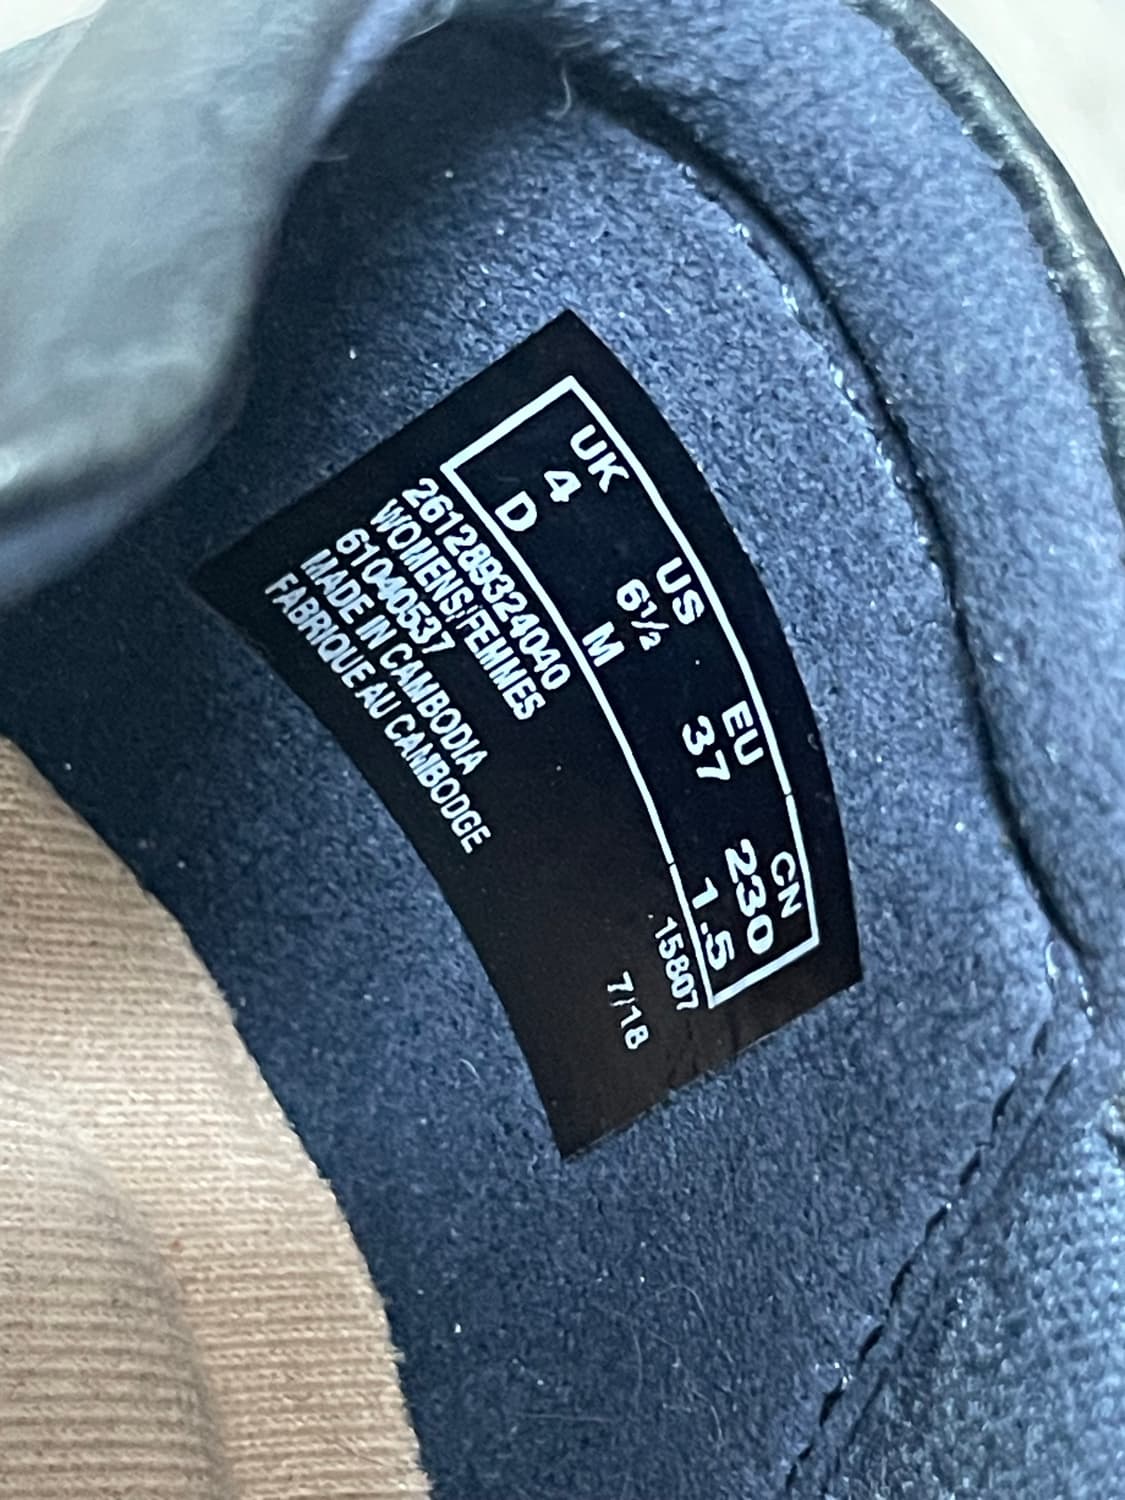 UK US EU CN
4 6½ 37 230
D M 1.5
261289324040
WOMENS/FEMMES
61040537
MADE IN CAMBODIA
FABRIQUE AU CAMBODGE
15807
7/18